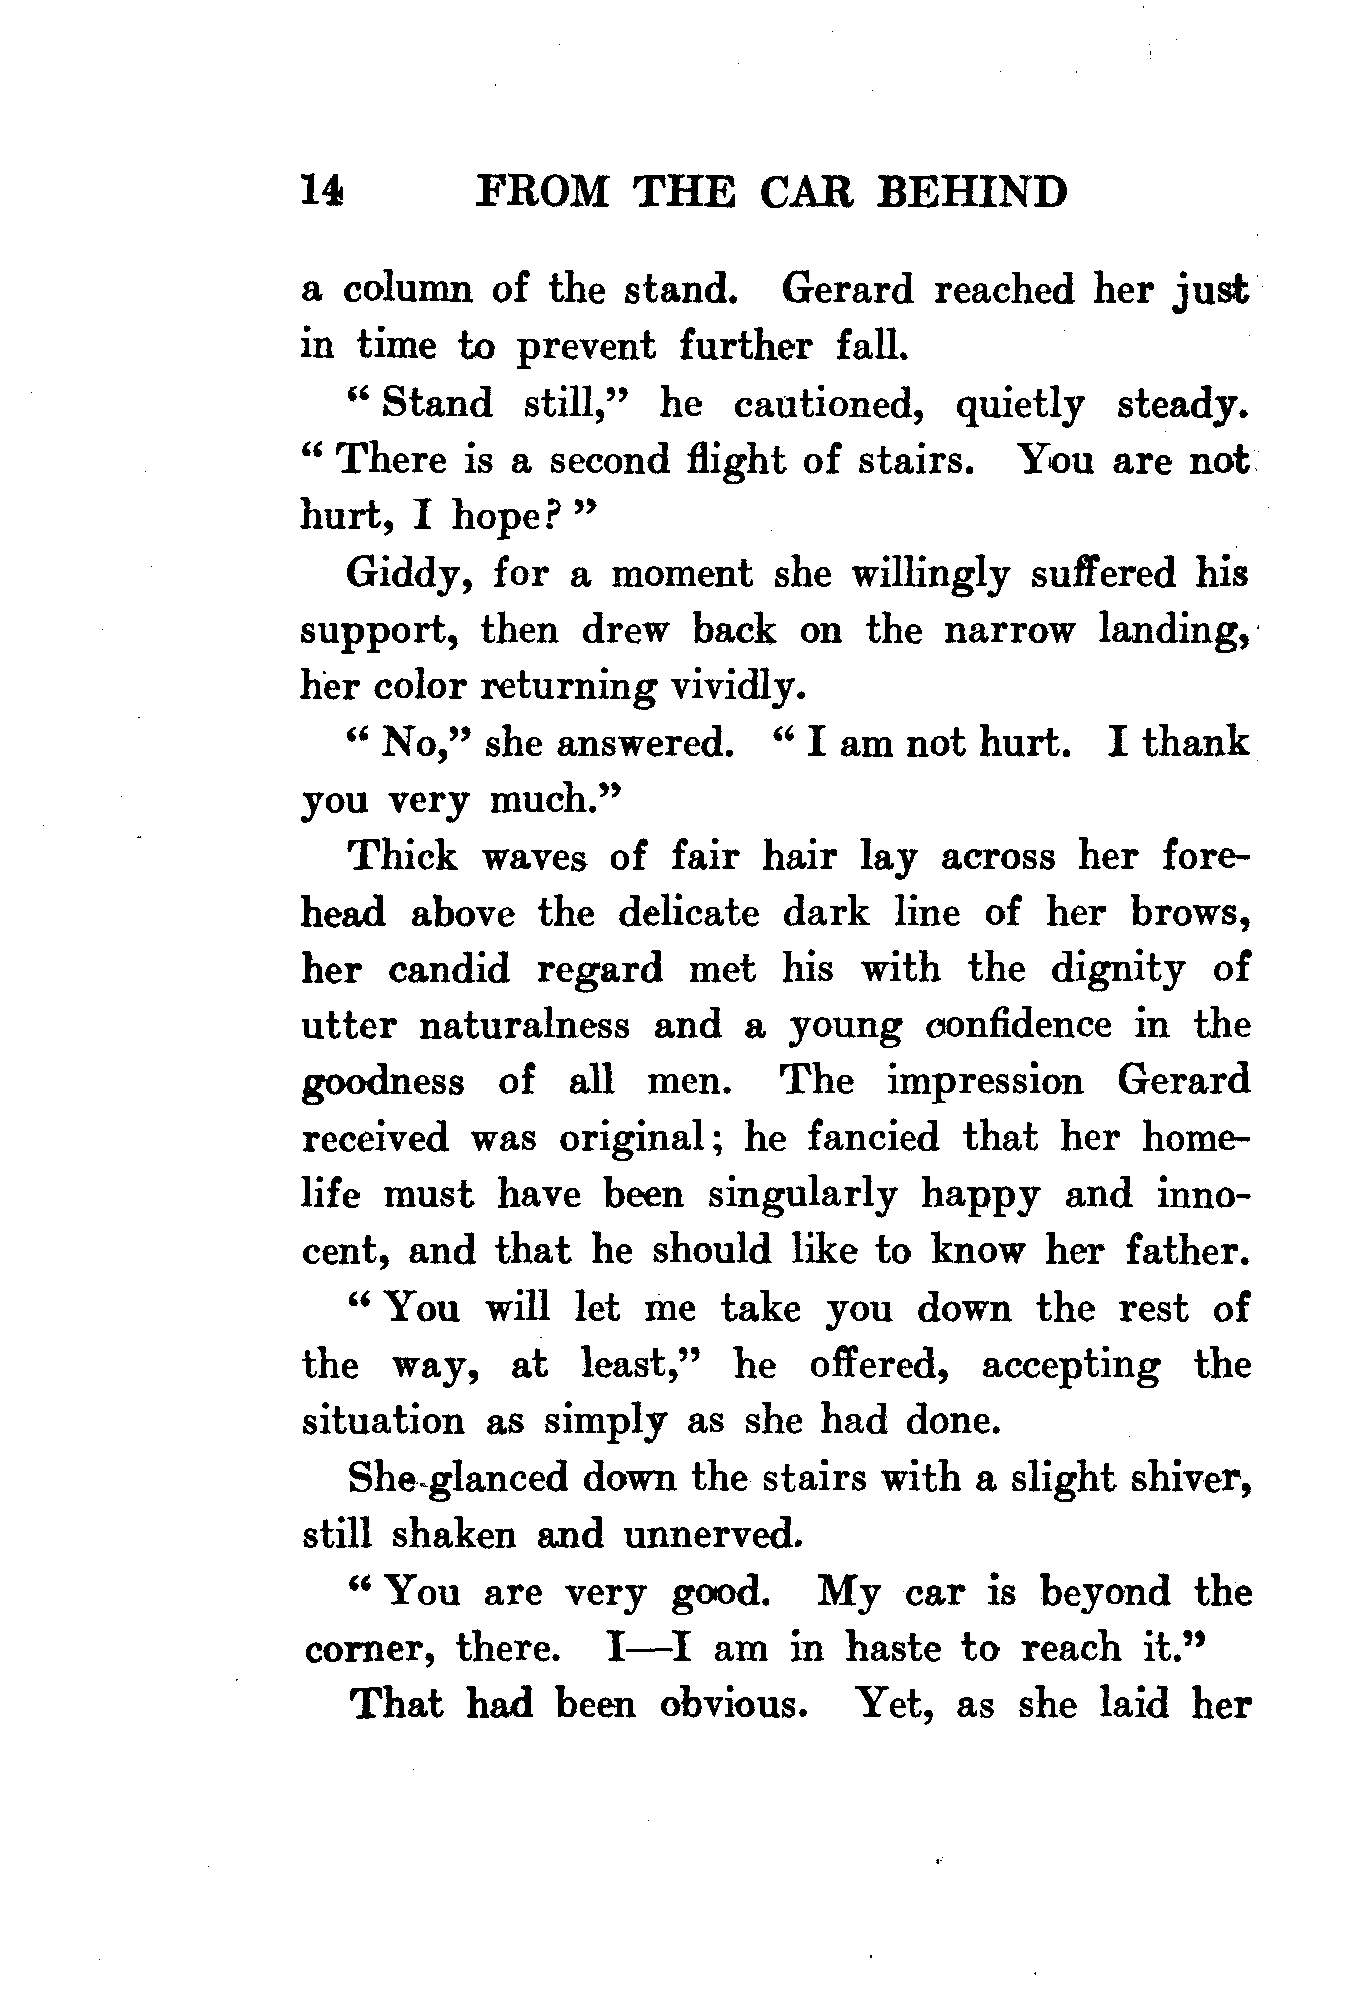 14 FROM THE CAR BEHIND
a column of the stand. Gerard reached her just
in time to prevent further fall.
“Stand still,” he cautioned, quietly steady.
“There is a second flight of stairs. You are not
hurt, I hope?”
Giddy, for a moment she willingly suffered his
support, then drew back on the narrow landing,
her color returning vividly.
“No,” she answered. “I am not hurt. I thank
you very much.”
Thick waves of fair hair lay across her fore-
head above the delicate dark line of her brows,
her candid regard met his with the dignity of
utter naturalness and a young confidence in the
goodness of all men. The impression Gerard
received was original; he fancied that her home-
life must have been singularly happy and inno-
cent, and that he should like to know her father.
“You will let me take you down the rest of
the way, at least,” he offered, accepting the
situation as simply as she had done.
She glanced down the stairs with a slight shiver,
still shaken and unnerved.
“You are very good. My car is beyond the
corner, there. I—I am in haste to reach it.”
That had been obvious. Yet, as she laid her